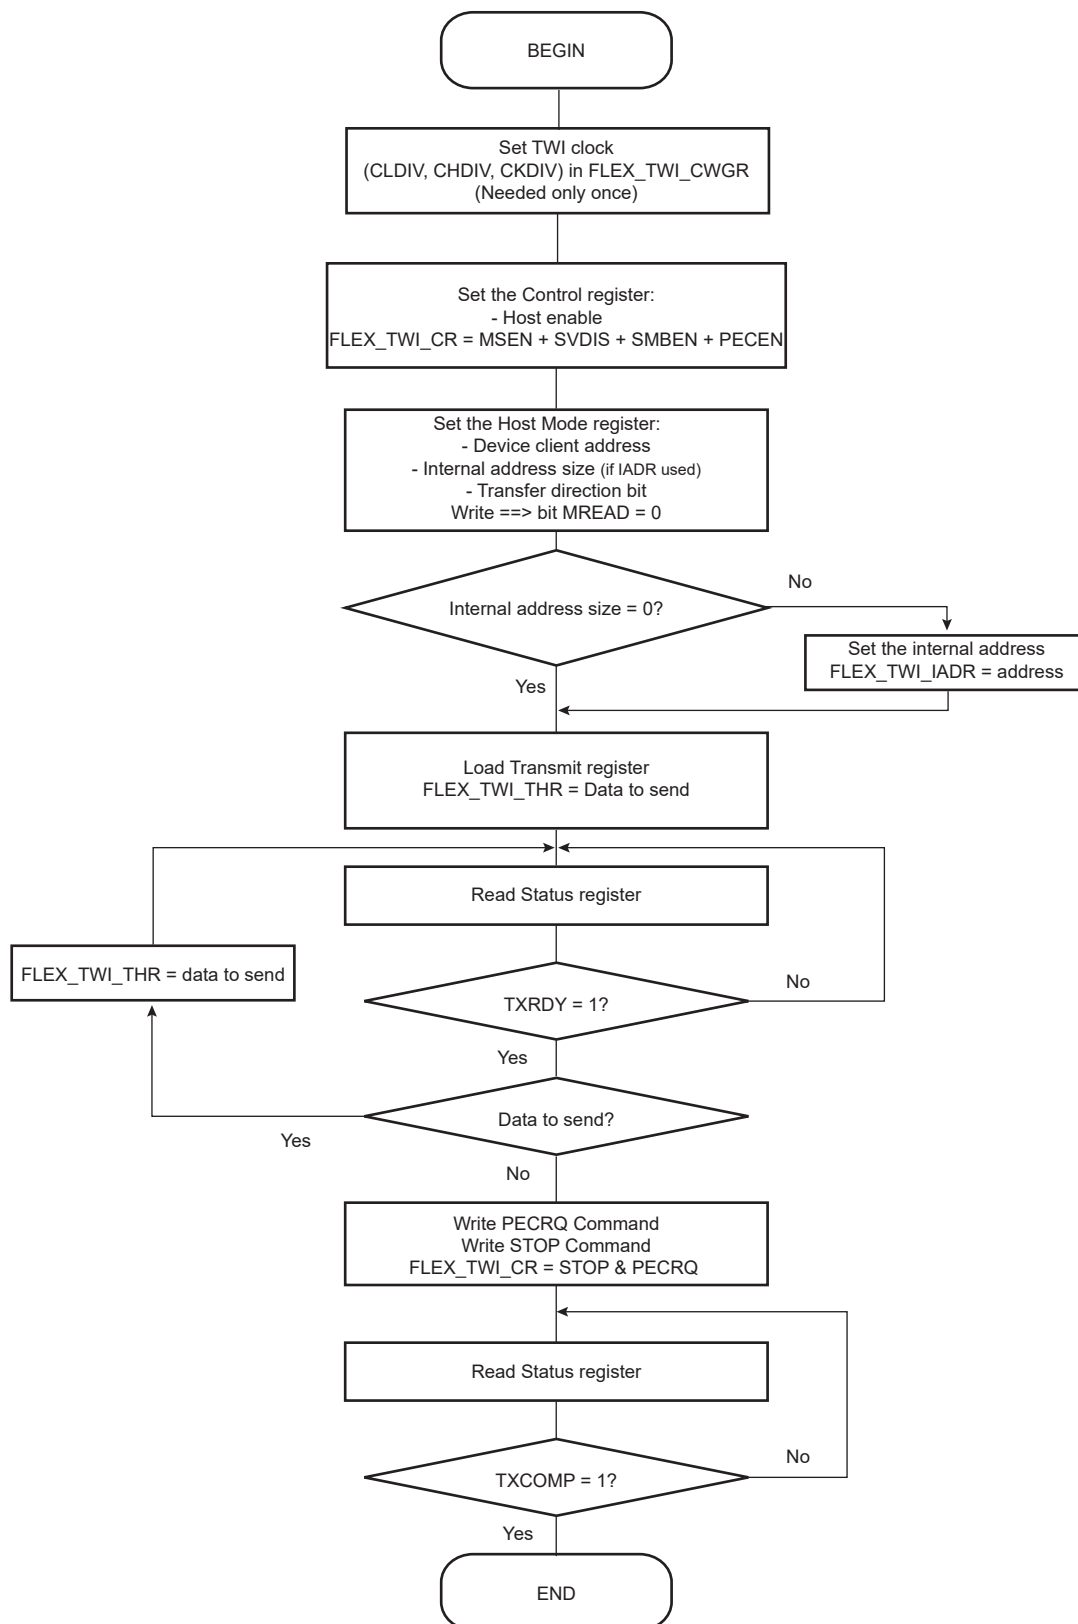 BEGIN
Set TWI clock
(CLDIV, CHDIV, CKDIV) in FLEX_TWI_CWGR
(Needed only once)
Set the Control register:
- Host enable
FLEX_TWI_CR = MSEN + SVDIS + SMBEN + PECEN
Set the Host Mode register:
- Device client address
- Internal address size (if IADR used)
- Transfer direction bit
Write ==> bit MREAD = 0
Internal address size = 0?
No
Set the internal address
FLEX_TWI_IADR = address
Yes
Load Transmit register
FLEX_TWI_THR = Data to send
Read Status register
FLEX_TWI_THR = data to send
TXRDY = 1?
No
Yes
Data to send?
Yes
No
Write PECRQ Command
Write STOP Command
FLEX_TWI_CR = STOP & PECRQ
Read Status register
TXCOMP = 1?
No
Yes
END